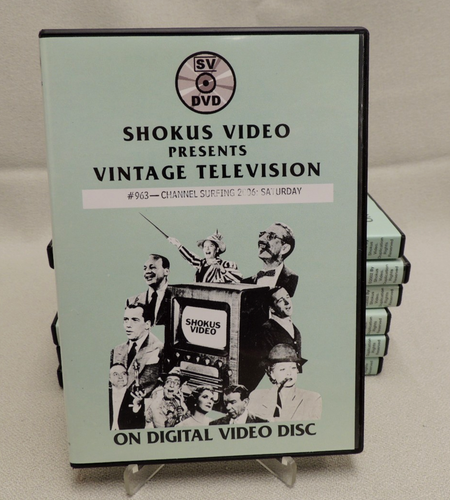 SV
DVD
SHOKUS VIDEO
PRESENTS
VINTAGE TELEVISION
#963— CHANNEL SURFING SATURDAY
SHOKUS
VIDEO
ON DIGITAL VIDEO DISC